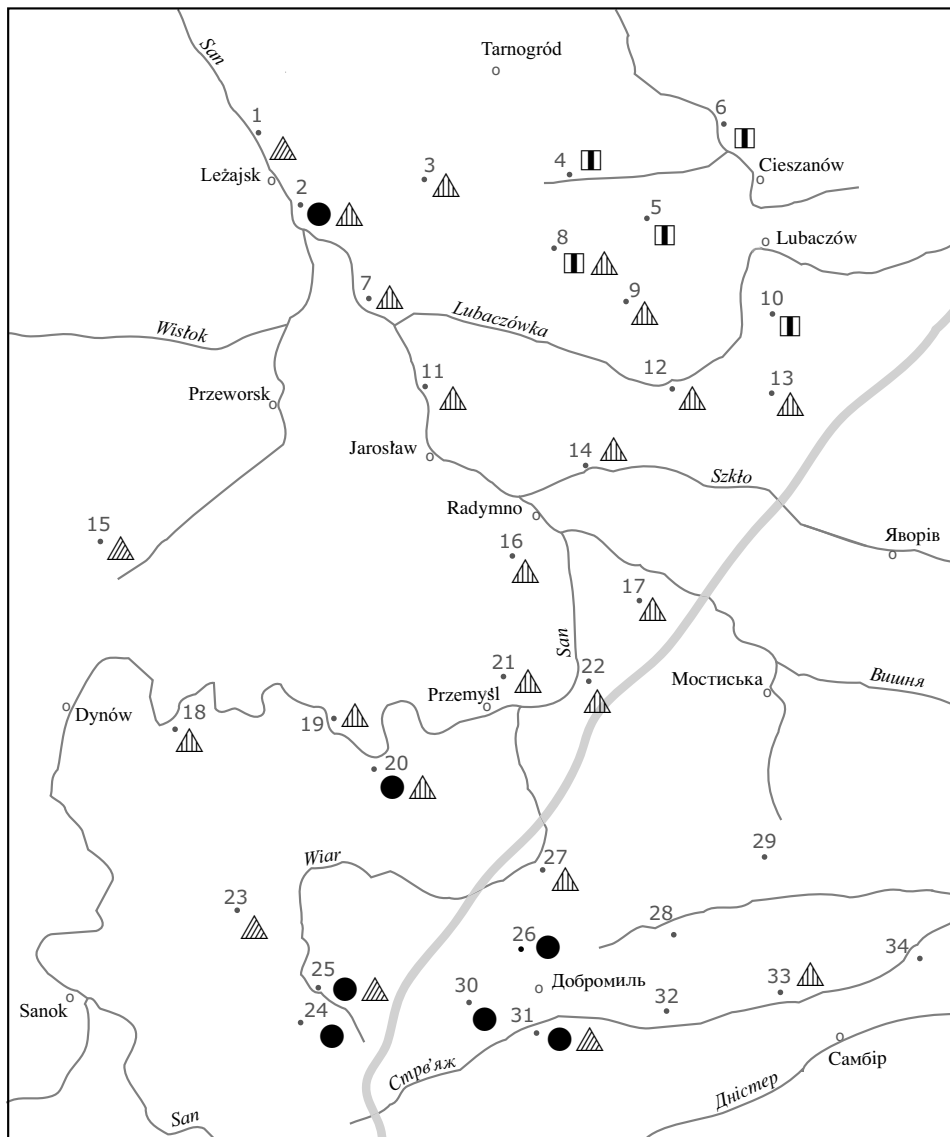 San
Tarnogród
1
6
3
4
Leżajsk
Cieszanów
2
5
8
Lubaczów
7
9
10
Lubaczówka
Wisłok
11
12
13
Przeworsk
Jarosław
14
Szkło
Radymno
15
16
Яворів
17
San
21
22
Przemyśl
Мостиська
Вишня
Dynów
18
19
20
29
Wiar
27
23
28
26
34
25
33
Sanok
24
30
Добромиль
32
31
Самбір
Стрв'яж
Дністер
San